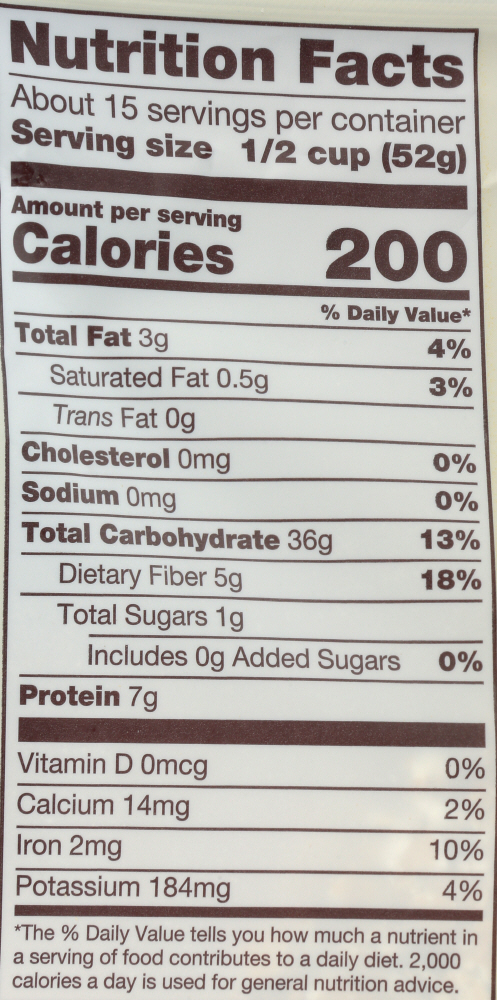 Nutrition Facts
About 15 servings per container
Serving size 1/2 cup (52g)
Amount per serving
Calories 200
% Daily Value*
Total Fat 3g 4%
Saturated Fat 0.5g 3%
Trans Fat 0g
Cholesterol 0mg 0%
Sodium 0mg 0%
Total Carbohydrate 36g 13%
Dietary Fiber 5g 18%
Total Sugars 1g
Includes 0g Added Sugars 0%
Protein 7g
Vitamin D 0mcg 0%
Calcium 14mg 2%
Iron 2mg 10%
Potassium 184mg 4%
*The % Daily Value tells you how much a nutrient in
a serving of food contributes to a daily diet. 2,000
calories a day is used for general nutrition advice.